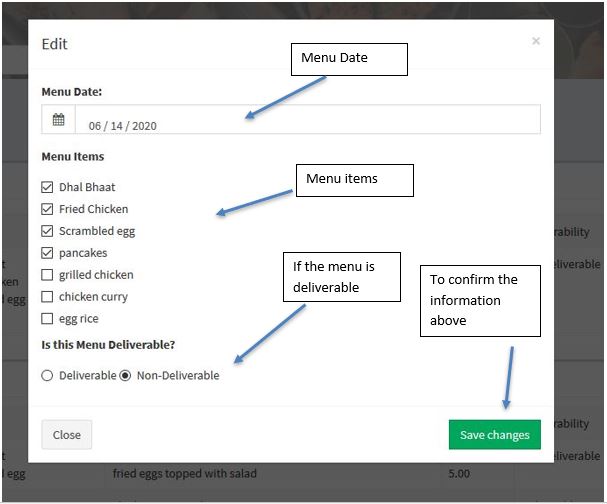 Edit
×
Menu Date
Menu Date:
06 / 14 / 2020
Menu Items
Menu items
Dhal Bhaat
Fried Chicken
Scrambled egg
rability
pancakes
If the menu is
deliverable
t
eliverable
grilled chicken
To confirm the
information
above
ken
chicken curry
l egg
egg rice
Is this Menu Deliverable?
Deliverable
Non-Deliverable
rability
Close
Save changes
t
eliverable
l egg
fried eggs topped with salad
5.00